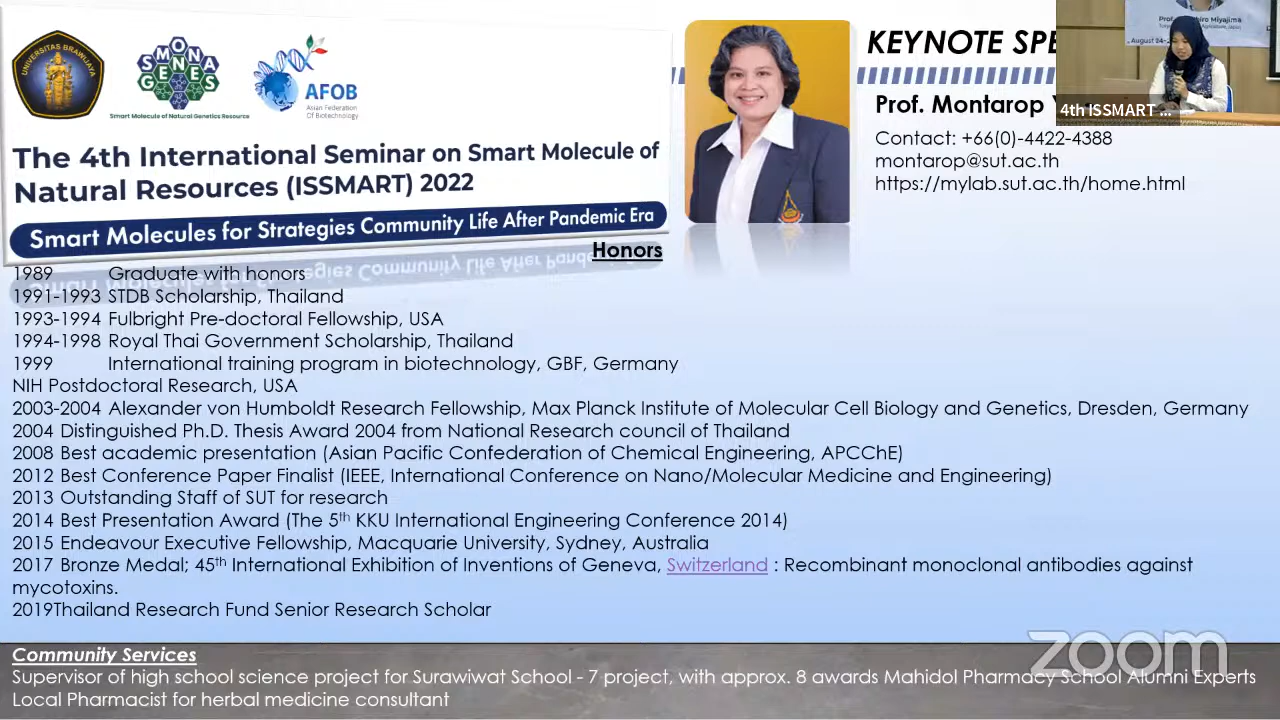 UNIVERSITAS BRAWIJAYA
SMONAGENES
Smart Molecule of Natural Genetics Resource
AFOB
Asian Federation
Of Biotechnology
The 4th International Seminar on Smart Molecule of
Natural Resources (ISSMART) 2022
Smart Molecules for Strategies Community Life After Pandemic Era
KEYNOTE
Prof. Montarop
Contact: +66(0)-4422-4388
montarop@sut.ac.th
https://mylab.sut.ac.th/home.html
4th ISSMART ...
Honors
1989 Graduate with honors
1991-1993 STDB Scholarship, Thailand
1993-1994 Fulbright Pre-doctoral Fellowship, USA
1994-1998 Royal Thai Government Scholarship, Thailand
1999 International training program in biotechnology, GBF, Germany
NIH Postdoctoral Research, USA
2003-2004 Alexander von Humboldt Research Fellowship, Max Planck Institute of Molecular Cell Biology and Genetics, Dresden, Germany
2004 Distinguished Ph.D. Thesis Award 2004 from National Research council of Thailand
2008 Best academic presentation (Asian Pacific Confederation of Chemical Engineering, APCChE)
2012 Best Conference Paper Finalist (IEEE, International Conference on Nano/Molecular Medicine and Engineering)
2013 Outstanding Staff of SUT for research
2014 Best Presentation Award (The 5th KKU International Engineering Conference 2014)
2015 Endeavour Executive Fellowship, Macquarie University, Sydney, Australia
2017 Bronze Medal; 45th International Exhibition of Inventions of Geneva, Switzerland : Recombinant monoclonal antibodies against
mycotoxins.
2019Thailand Research Fund Senior Research Scholar
Community Services
Supervisor of high school science project for Surawiwat School - 7 project, with approx. 8 awards Mahidol Pharmacy School Alumni Experts
Local Pharmacist for herbal medicine consultant
zoom